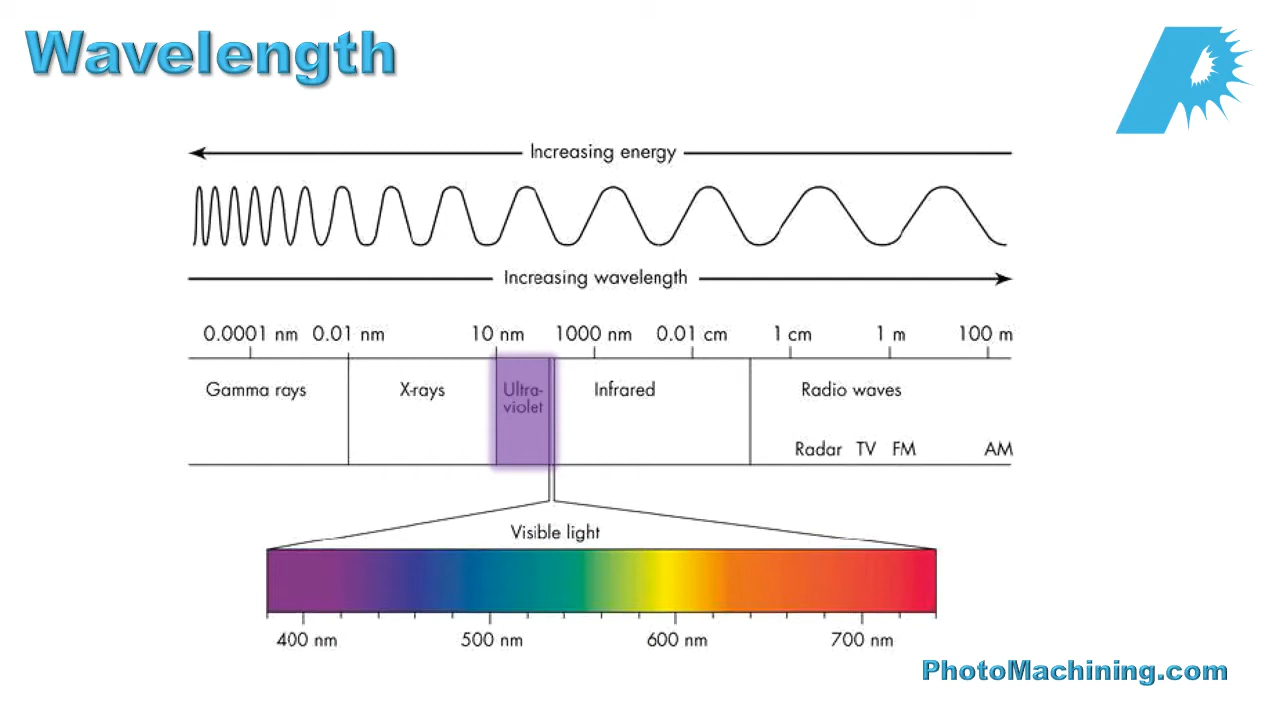 Wavelength
Increasing energy
Increasing wavelength
0.0001 nm 0.01 nm 10 nm 1000 nm 0.01 cm 1 cm 1 m 100 m
Gamma rays X-rays Ultra- Infrared Radio waves
violet
Radar TV FM AM
Visible light
400 nm 500 nm 600 nm 700 nm
PhotoMachining.com